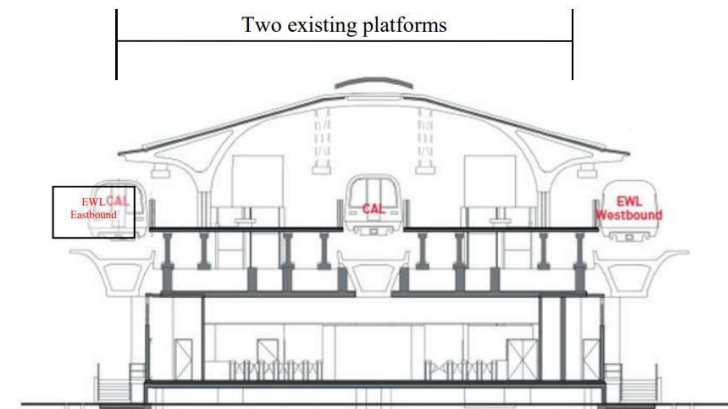 Two existing platforms
EWL
Eastbound
CAL
CAL
EWL
Westbound